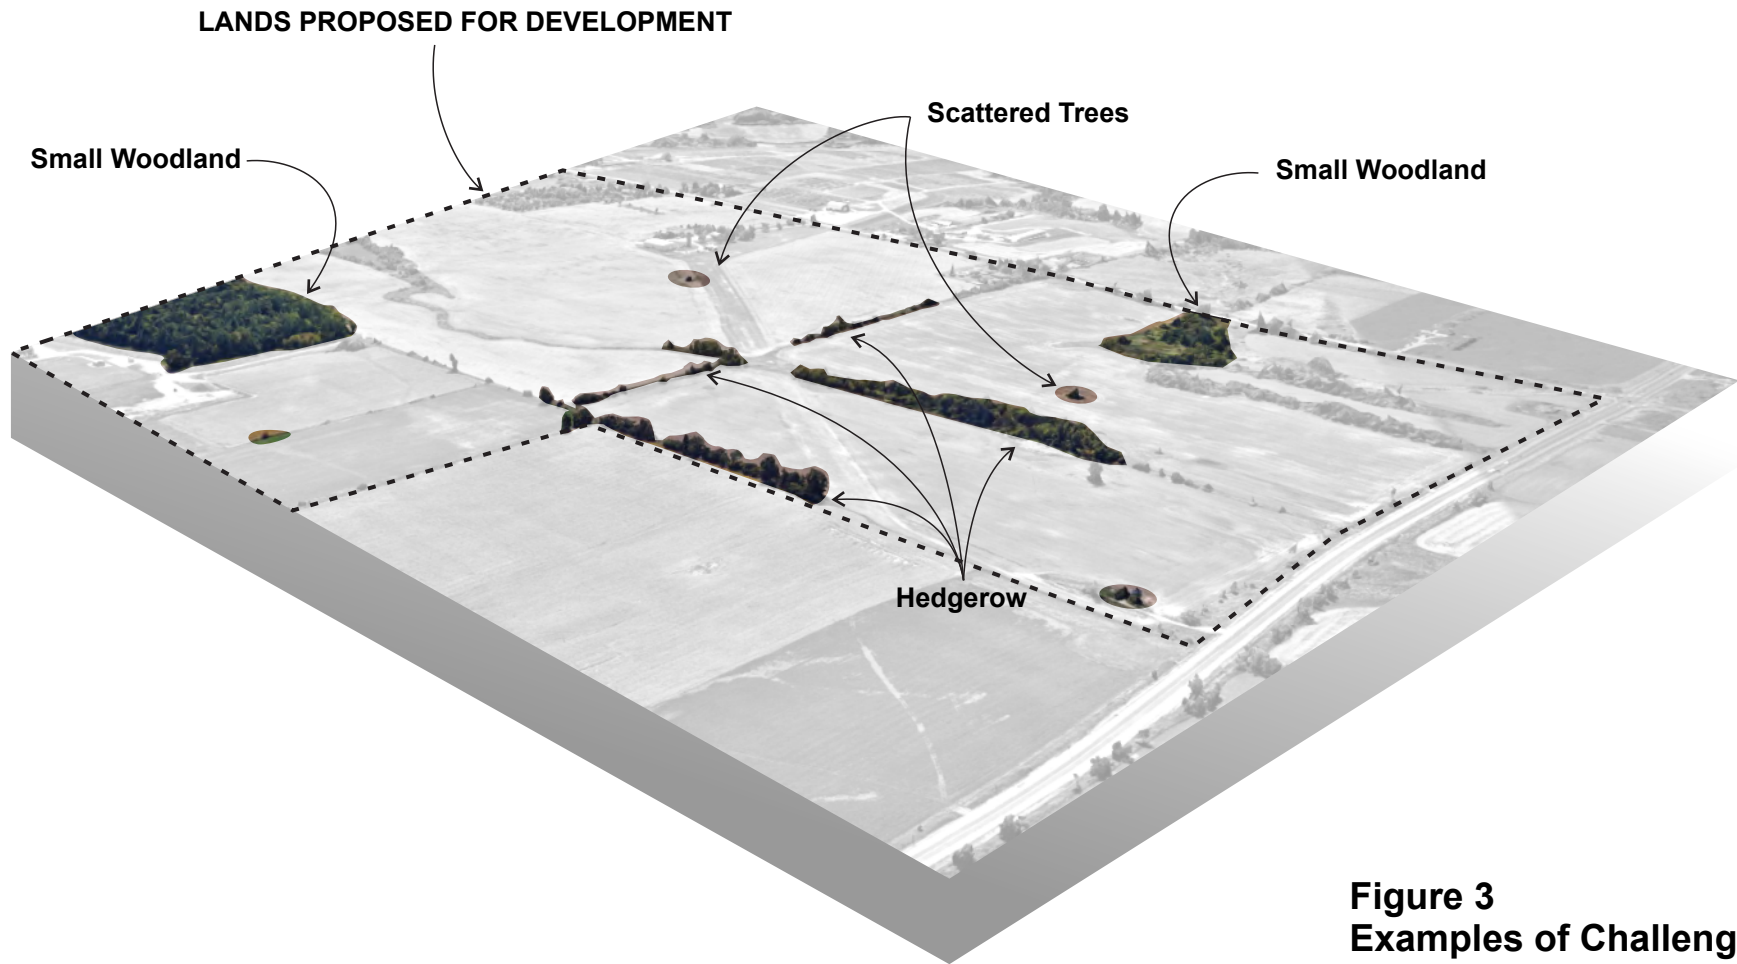 LANDS PROPOSED FOR DEVELOPMENT
Scattered Trees
Small Woodland
Small Woodland
Hedgerow
Figure 3
Examples of Challeng